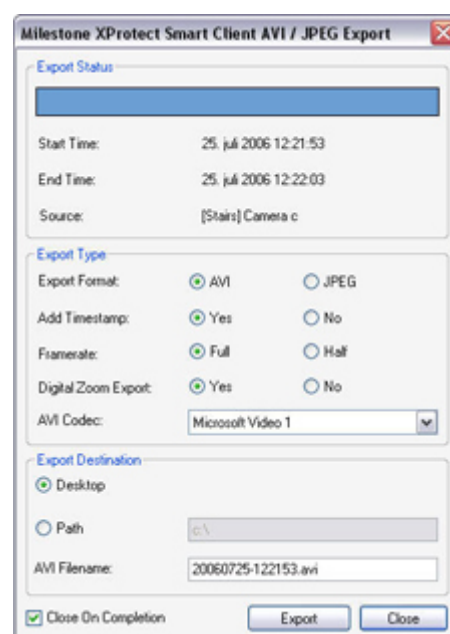 Milestone XProtect Smart Client AVI / JPEG Export
Export Status
Start Time: 25. juli 2006 12:21:53
End Time: 25. juli 2006 12:22:03
Source: [Stairs] Camera c
Export Type
Export Format: AVI JPEG
Add Timestamp: Yes No
Framerate: Full Half
Digital Zoom Export: Yes No
AVI Codec: Microsoft Video 1
Export Destination
Desktop
Path c:\
AVI Filename: 20060725-122153.avi
Close On Completion Export Close